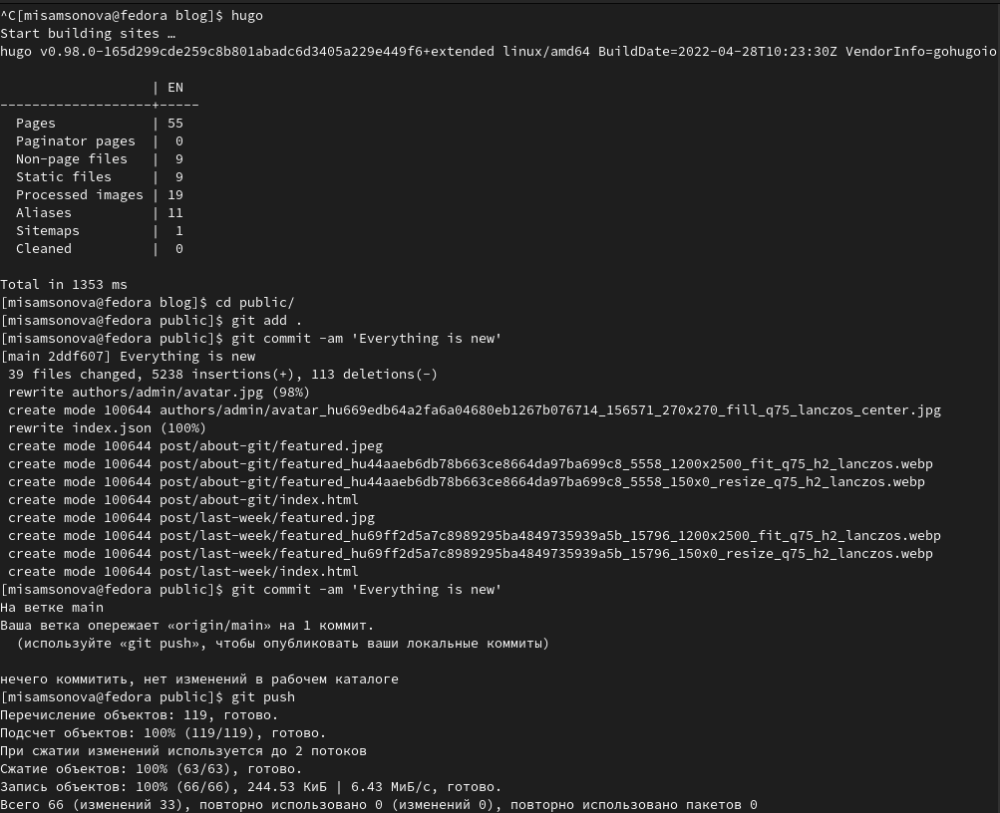 ^C[misamsonova@fedora blog]$ hugo
Start building sites …
hugo v0.98.0-165d299cde259c8b801abadc6d3405a229e449f6+extended linux/amd64 BuildDate=2022-04-28T10:23:30Z VendorInfo=gohugoio

                   | EN
-------------------+-----
  Pages            | 55
  Paginator pages  |  0
  Non-page files   |  9
  Static files     |  9
  Processed images | 19
  Aliases          | 11
  Sitemaps         |  1
  Cleaned          |  0

Total in 1353 ms
[misamsonova@fedora blog]$ cd public/
[misamsonova@fedora public]$ git add .
[misamsonova@fedora public]$ git commit -am 'Everything is new'
[main 2ddf607] Everything is new
 39 files changed, 5238 insertions(+), 113 deletions(-)
 rewrite authors/admin/avatar.jpg (98%)
 create mode 100644 authors/admin/avatar_hu669edb64a2fa6a04680eb1267b076714_156571_270x270_fill_q75_lanczos_center.jpg
 rewrite index.json (100%)
 create mode 100644 post/about-git/featured.jpeg
 create mode 100644 post/about-git/featured_hu44aaeb6db78b663ce8664da97ba699c8_5558_1200x2500_fit_q75_h2_lanczos.webp
 create mode 100644 post/about-git/featured_hu44aaeb6db78b663ce8664da97ba699c8_5558_150x0_resize_q75_h2_lanczos.webp
 create mode 100644 post/about-git/index.html
 create mode 100644 post/last-week/featured.jpg
 create mode 100644 post/last-week/featured_hu69ff2d5a7c8989295ba4849735939a5b_15796_1200x2500_fit_q75_h2_lanczos.webp
 create mode 100644 post/last-week/featured_hu69ff2d5a7c8989295ba4849735939a5b_15796_150x0_resize_q75_h2_lanczos.webp
 create mode 100644 post/last-week/index.html
[misamsonova@fedora public]$ git commit -am 'Everything is new'
На ветке main
Ваша ветка опережает «origin/main» на 1 коммит.
  (используйте «git push», чтобы опубликовать ваши локальные коммиты)

нечего коммитить, нет изменений в рабочем каталоге
[misamsonova@fedora public]$ git push
Перечисление объектов: 119, готово.
Подсчет объектов: 100% (119/119), готово.
При сжатии изменений используется до 2 потоков
Сжатие объектов: 100% (63/63), готово.
Запись объектов: 100% (66/66), 244.53 КиБ | 6.43 МиБ/с, готово.
Всего 66 (изменений 33), повторно использовано 0 (изменений 0), повторно использовано пакетов 0